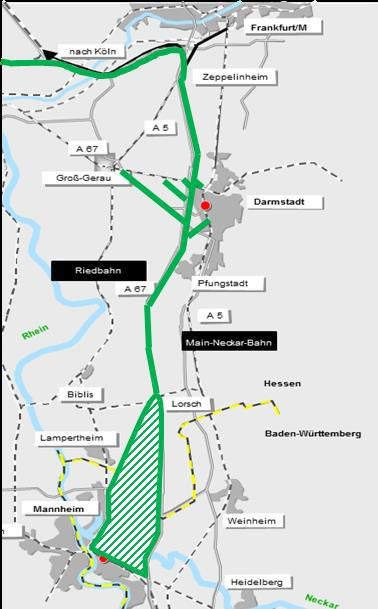 Frankfurt/M
nach Köln
Zeppelinheim
A 5
A 67
Groß-Gerau
Darmstadt
Riedbahn
A 67
Pfungstadt
A 5
Rhein
Main-Neckar-Bahn
Hessen
Biblis
Lorsch
Baden-Württemberg
Lampertheim
Mannheim
Weinheim
Heidelberg
Neckar